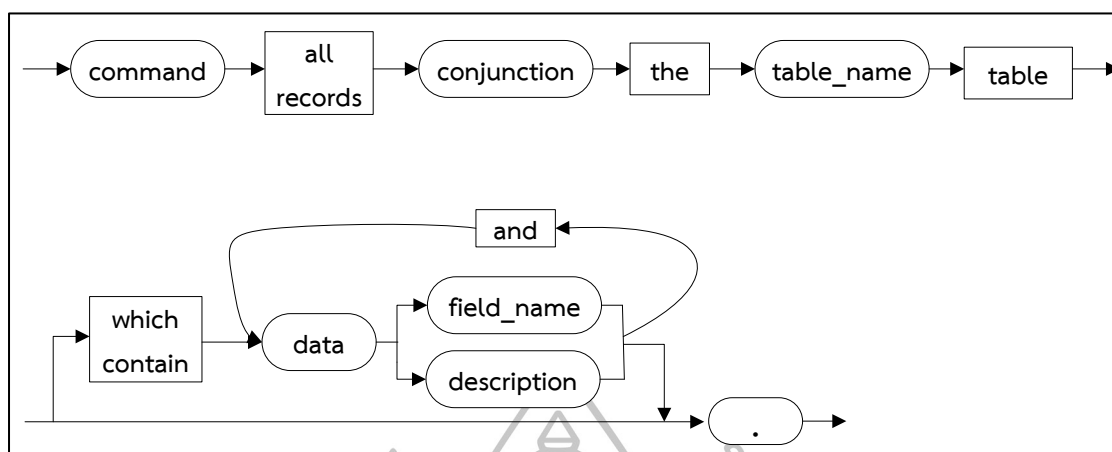 command all records conjunction the table_name table
and
which contain data field_name
description
.